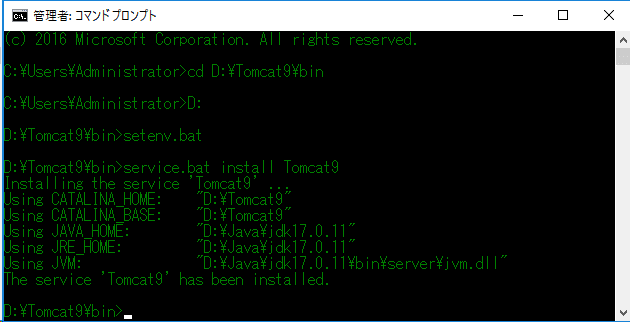 管理者: コマンドプロンプト
(c) 2016 Microsoft Corporation. All rights reserved.
C:¥Users¥Administrator>cd D:¥Tomcat9¥bin
C:¥Users¥Administrator>D:
D:¥Tomcat9¥bin>setenv.bat
D:¥Tomcat9¥bin>service.bat install Tomcat9
Installing the service 'Tomcat9' ...
Using CATALINA_HOME:    "D:¥Tomcat9"
Using CATALINA_BASE:    "D:¥Tomcat9"
Using JAVA_HOME:        "D:¥Java¥jdk17.0.11"
Using JRE_HOME:         "D:¥Java¥jdk17.0.11"
Using JVM:              "D:¥Java¥jdk17.0.11¥bin¥server¥jvm.dll"
The service 'Tomcat9' has been installed.
D:¥Tomcat9¥bin>